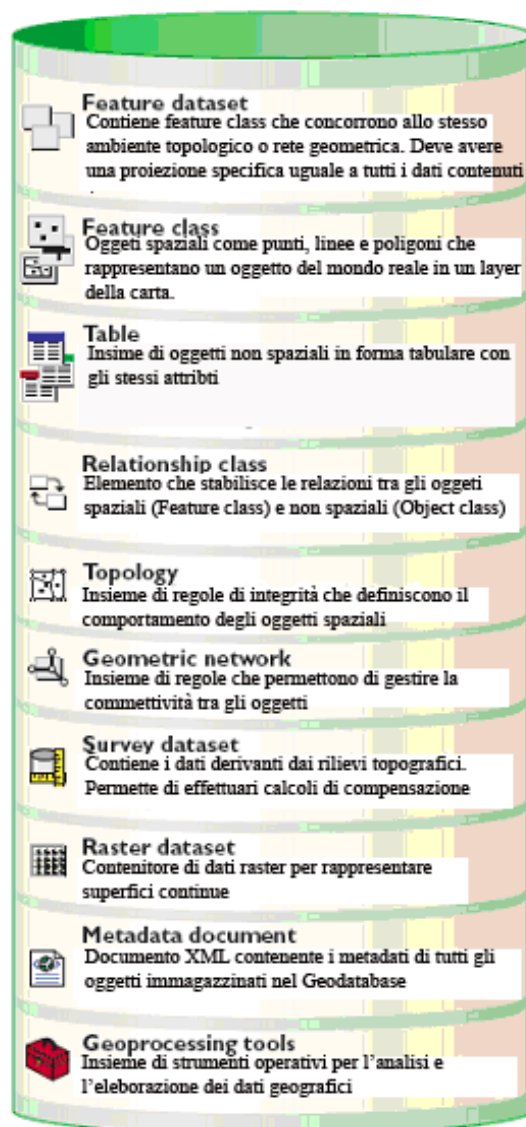 Feature dataset
Contiene feature class che concorrono allo stesso
ambiente topologico o rete geometrica. Deve avere
una proiezione specifica uguale a tutti i dati contenuti
Feature class
Oggeti spaziali come punti, linee e poligoni che
rappresentano un oggetto del mondo reale in un layer
della carta.
Table
Insime di oggetti non spaziali in forma tabulare con
gli stessi attribti
Relationship class
Elemento che stabilisce le relazioni tra gli oggeti
spaziali (Feature class) e non spaziali (Object class)
Topology
Insieme di regole di integrità che definiscono il
comportamento degli oggetti spaziali
Geometric network
Insieme di regole che permettono di gestire la
commettività tra gli oggetti
Survey dataset
Contiene i dati derivanti dai rilievi topografici.
Permette di effettuari calcoli di compensazione
Raster dataset
Contenitore di dati raster per rappresentare
superfici continue
Metadata document
Documento XML contenente i metadati di tutti gli
oggetti immagazzinati nel Geodatabase
Geoprocessing tools
Insieme di strumenti operativi per l'analisi e
l'eleborazione dei dati geografici